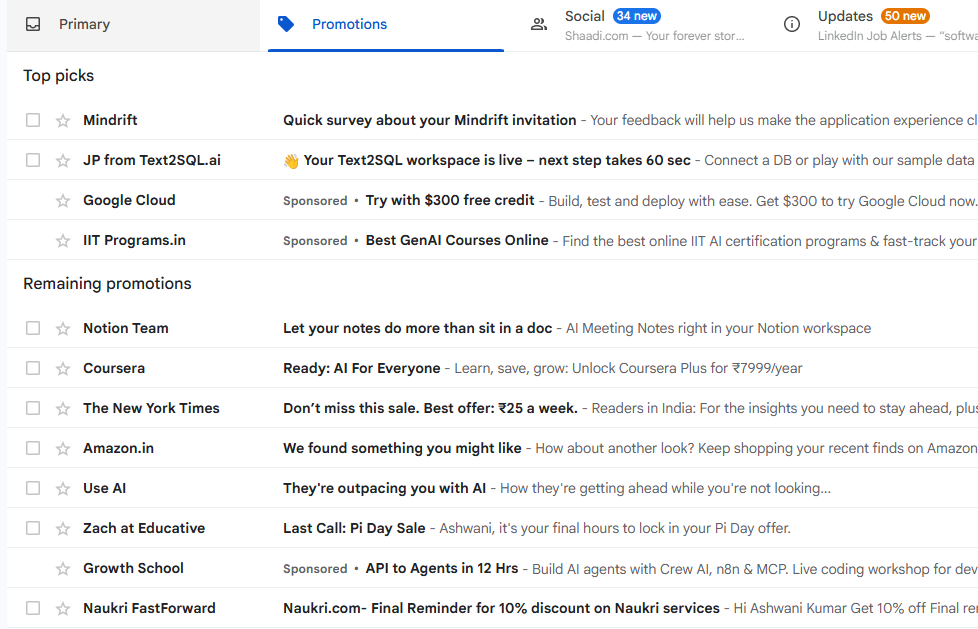 Primary
Promotions
Social 34 new
Shaadi.com — Your forever stor...
Updates 50 new
LinkedIn Job Alerts — “softwa
Top picks
Mindrift Quick survey about your Mindrift invitation - Your feedback will help us make the application experience cl
JP from Text2SQL.ai 👋 Your Text2SQL workspace is live – next step takes 60 sec - Connect a DB or play with our sample data
Google Cloud Sponsored • Try with $300 free credit - Build, test and deploy with ease. Get $300 to try Google Cloud now.
IIT Programs.in Sponsored • Best GenAI Courses Online - Find the best online IIT AI certification programs & fast-track your
Remaining promotions
Notion Team Let your notes do more than sit in a doc - AI Meeting Notes right in your Notion workspace
Coursera Ready: AI For Everyone - Learn, save, grow: Unlock Coursera Plus for ₹7999/year
The New York Times Don’t miss this sale. Best offer: ₹25 a week. - Readers in India: For the insights you need to stay ahead, plus
Amazon.in We found something you might like - How about another look? Keep shopping your recent finds on Amazon
Use AI They're outpacing you with AI - How they're getting ahead while you're not looking...
Zach at Educative Last Call: Pi Day Sale - Ashwani, it's your final hours to lock in your Pi Day offer.
Growth School Sponsored • API to Agents in 12 Hrs - Build AI agents with Crew AI, n8n & MCP. Live coding workshop for dev
Naukri FastForward Naukri.com- Final Reminder for 10% discount on Naukri services - Hi Ashwani Kumar Get 10% off Final re